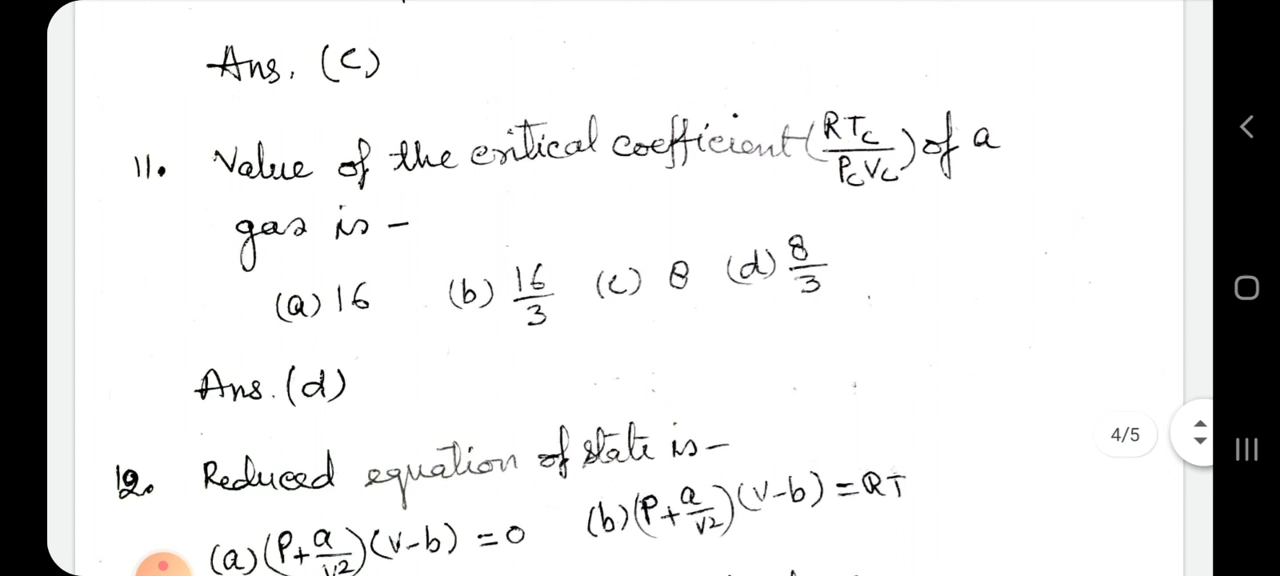 Ans. (C)
11. Value of the critical coefficient (RTc/PcVc) of a
gas is –
(a) 16 (b) 16/3 (c) 8 (d) 8/3
Ans. (d)
4/5
12. Reduced equation of state is –
(a) (P+a/v2)(v-b) = 0 (b) (P+a/v2)(v-b) = RT